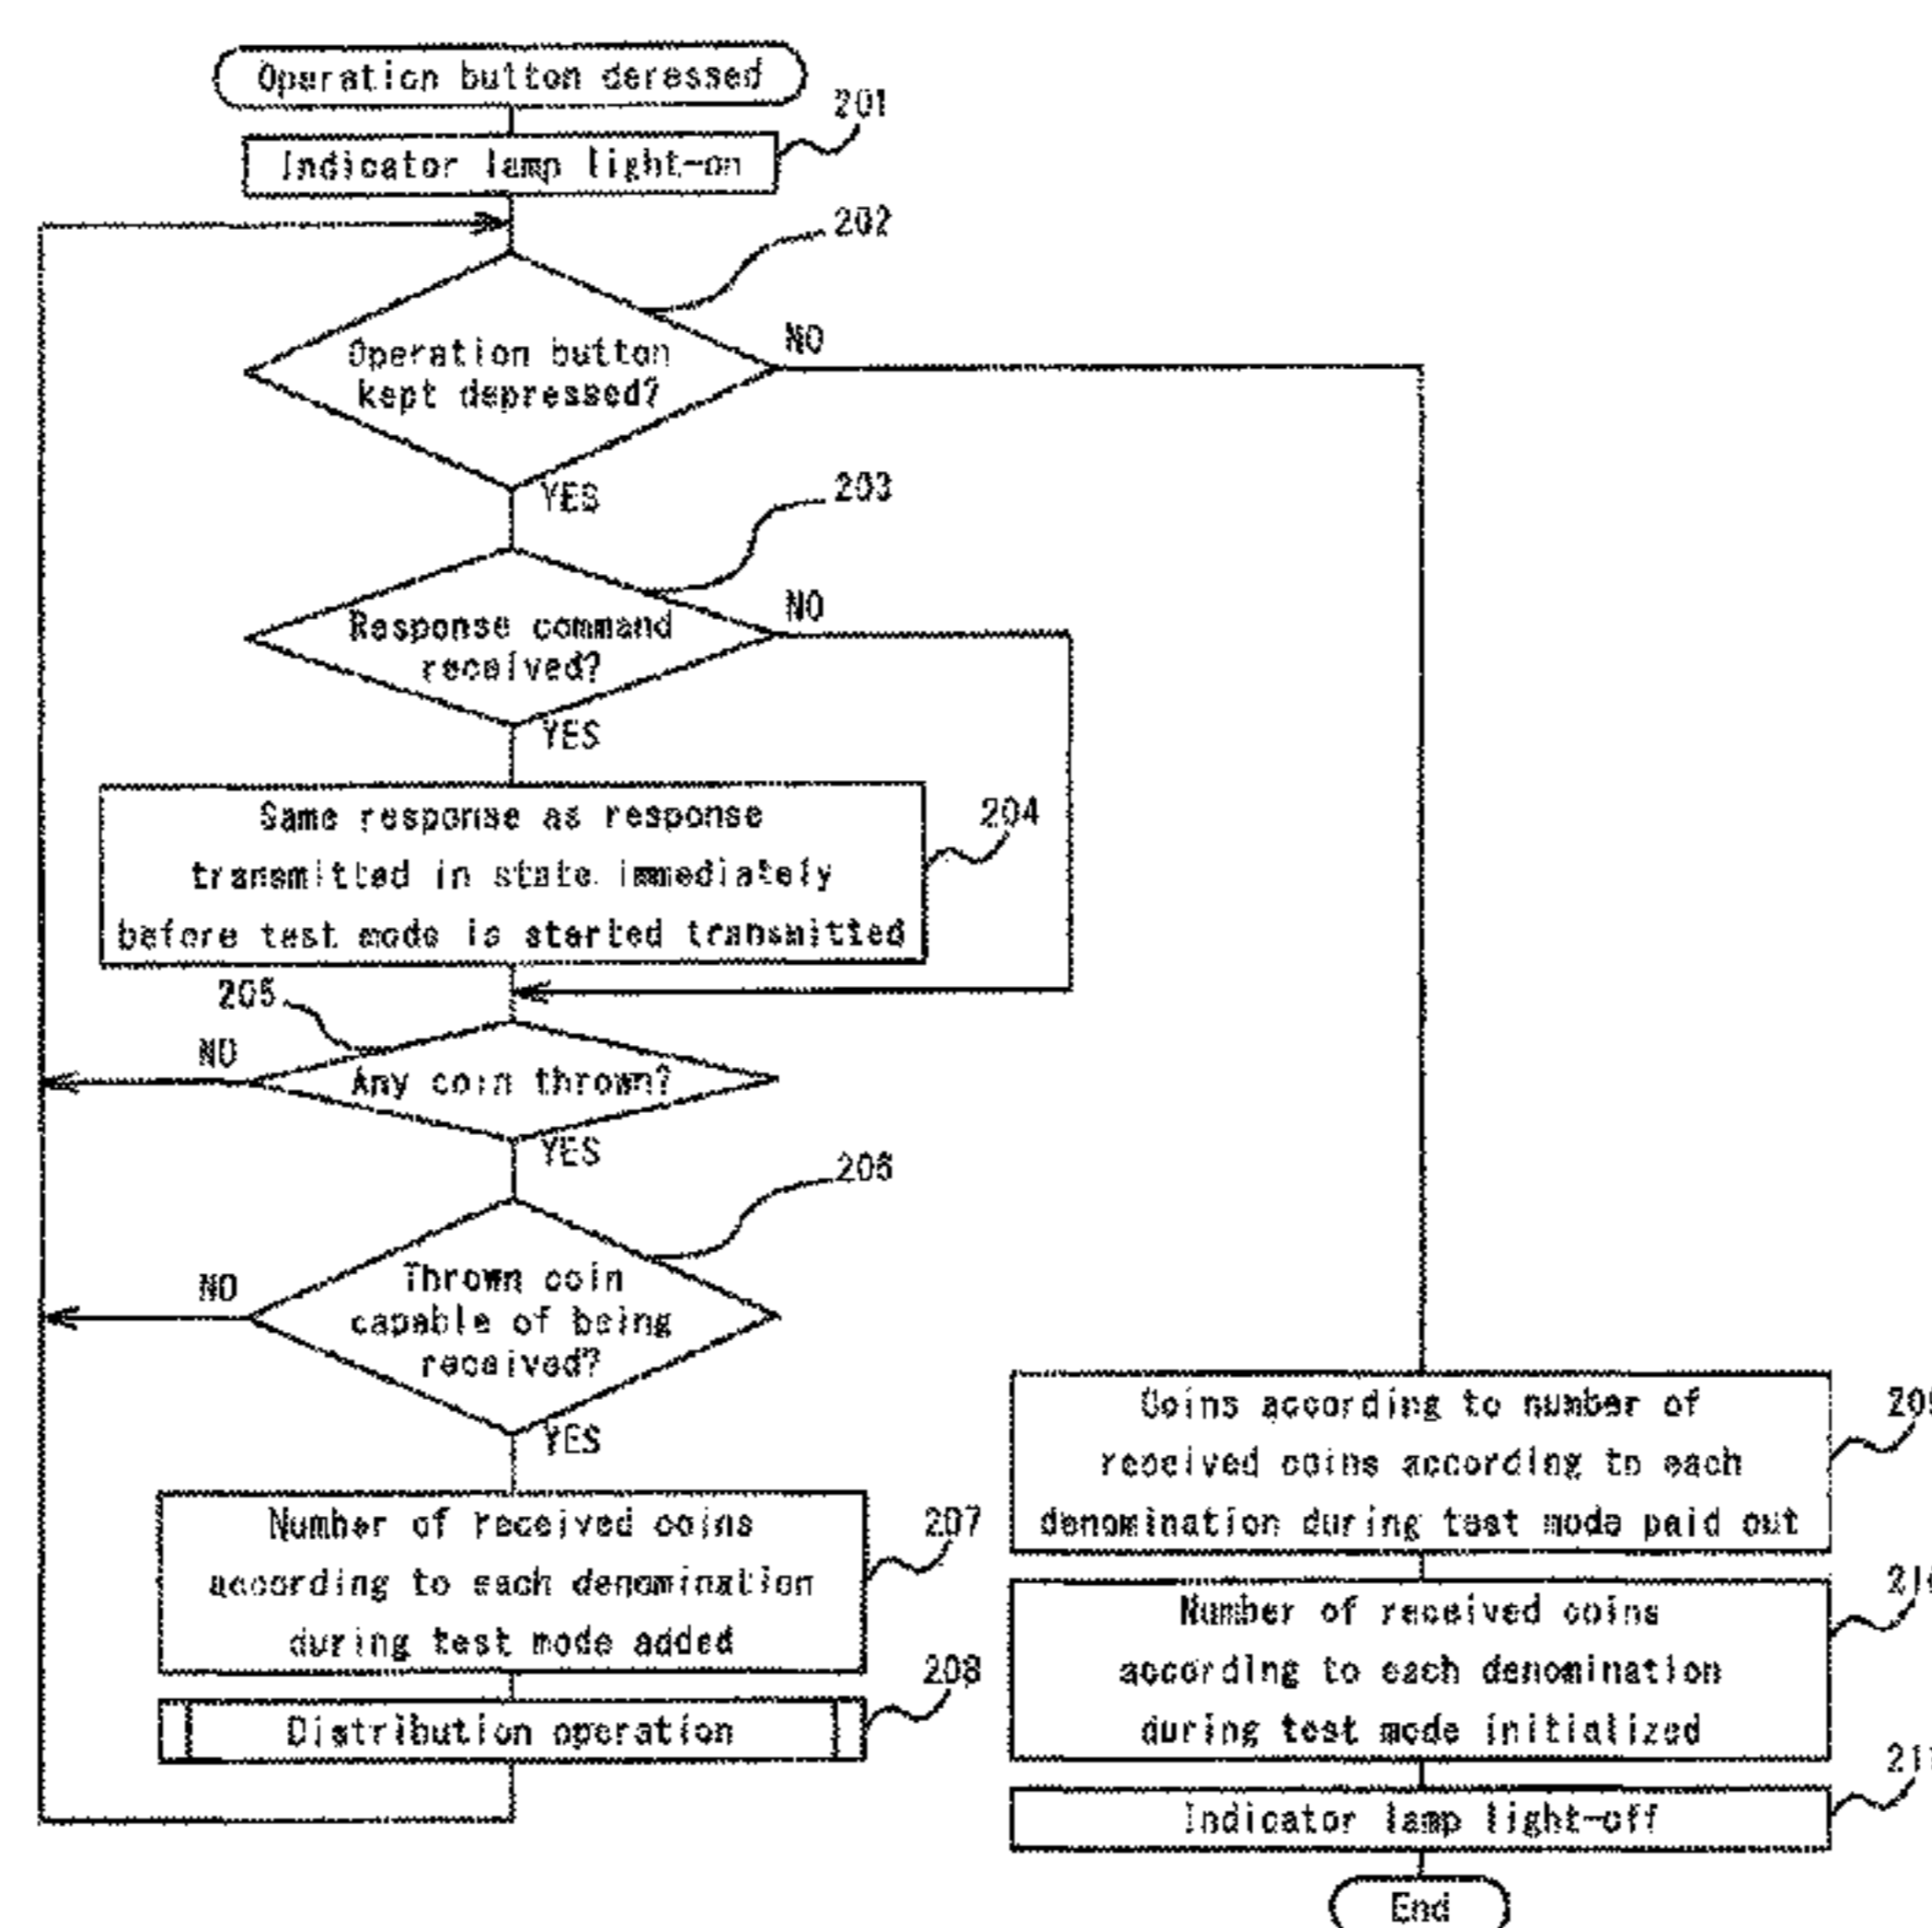 Operation button deressed
201
Indicator lamp light-on
202
Operation button
kept depressed?
NO
YES
203
Response command
received?
NO
YES
Same response as response
transmitted in state immediately
before test mode is started transmitted
204
205
NO
Any coin thrown?
YES
206
NO
Thrown coin
capable of being
received?
YES
Number of received coins
according to each denomination
during test mode added
207
208
Distribution operation
Coins according to number of
received coins according to each
denomination during test mode paid out
Number of received coins
according to each denomination
during test mode initialized
Indicator lamp light-off
End